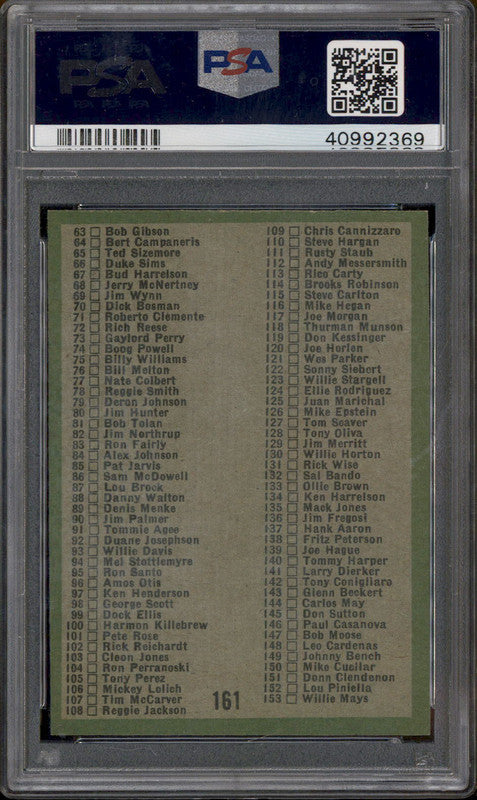 PSA
PSA
40992369
63 Bob Gibson
64 Bert Campaneris
65 Ted Sizemore
66 Duke Sims
67 Bud Harrelson
68 Jerry McNertney
69 Jim Wynn
70 Dick Bosman
71 Roberto Clemente
72 Rich Reese
73 Gaylord Perry
74 Boog Powell
75 Billy Williams
76 Bill Melton
77 Nate Colbert
78 Reggie Smith
79 Deron Johnson
80 Jim Hunter
81 Bob Tolan
82 Jim Northrup
83 Ron Fairly
84 Alex Johnson
85 Pat Jarvis
86 Sam McDowell
87 Lou Brock
88 Danny Walton
89 Denis Menke
90 Jim Palmer
91 Tommie Agee
92 Duane Josephson
93 Willie Davis
94 Mel Stottlemyre
95 Ron Santo
96 Amos Otis
97 Ken Henderson
98 George Scott
99 Dock Ellis
100 Harmon Killebrew
101 Pete Rose
102 Rick Reichardt
103 Cleon Jones
104 Ron Perranoski
105 Tony Perez
106 Mickey Lolich
107 Tim McCarver
108 Reggie Jackson
109 Chris Cannizzaro
110 Steve Hargan
111 Rusty Staub
112 Andy Messersmith
113 Rico Carty
114 Brooks Robinson
115 Steve Carlton
116 Mike Hegan
117 Joe Morgan
118 Thurman Munson
119 Don Kessinger
120 Joe Horlen
121 Wes Parker
122 Sonny Siebert
123 Willie Stargell
124 Ellie Rodriguez
125 Juan Marichal
126 Mike Epstein
127 Tom Seaver
128 Tony Oliva
129 Jim Merritt
130 Willie Horton
131 Rick Wise
132 Sal Bando
133 Ollie Brown
134 Ken Harrelson
135 Mack Jones
136 Jim Fregosi
137 Hank Aaron
138 Fritz Peterson
139 Joe Hague
140 Tommy Harper
141 Larry Dierker
142 Tony Conigliaro
143 Glenn Beckert
144 Carlos May
145 Don Sutton
146 Paul Casanova
147 Bob Moose
148 Leo Cardenas
149 Johnny Bench
150 Mike Cuellar
151 Donn Clendenon
152 Lou Piniella
153 Willie Mays
161